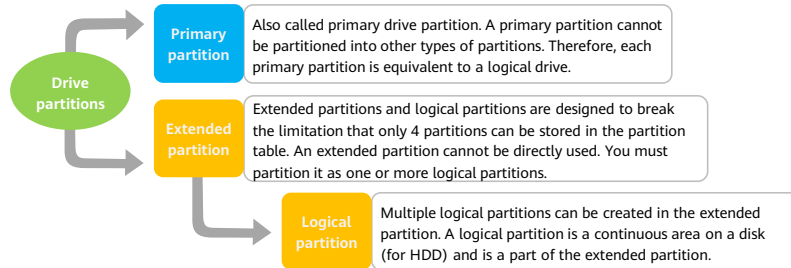 Drive
partitions
Primary
partition
Also called primary drive partition. A primary partition cannot
be partitioned into other types of partitions. Therefore, each
primary partition is equivalent to a logical drive.
Extended
partition
Extended partitions and logical partitions are designed to break
the limitation that only 4 partitions can be stored in the partition
table. An extended partition cannot be directly used. You must
partition it as one or more logical partitions.
Logical
partition
Multiple logical partitions can be created in the extended
partition. A logical partition is a continuous area on a disk
(for HDD) and is a part of the extended partition.